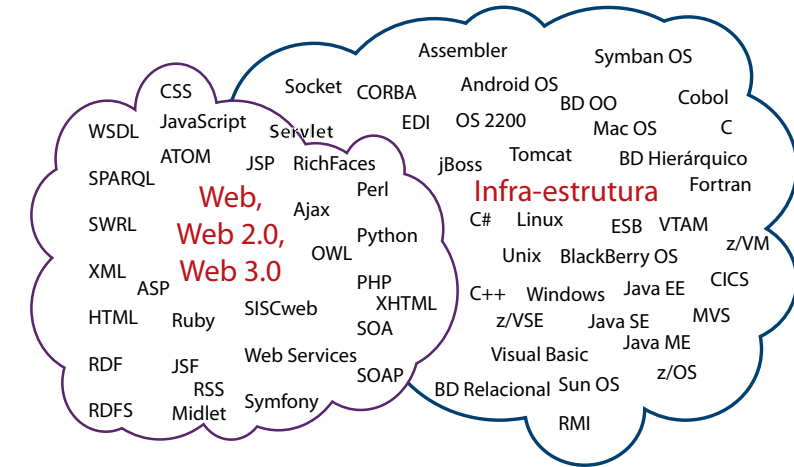 Assembler
Symban OS
CSS
Socket
CORBA
Android OS
BD OO
Cobol
WSDL
JavaScript
Servlet
EDI
OS 2200
Mac OS
C
ATOM
JSP
RichFaces
jBoss
Tomcat
BD Hierárquico
SPARQL
Perl
Fortran
Web,
Web 2.0,
Web 3.0
Infra-estrutura
Ajax
SWRL
Python
C#
Linux
ESB
VTAM
z/VM
OWL
Unix
BlackBerry OS
XML
ASP
PHP
XHTML
C++
Windows
Java EE
CICS
HTML
Ruby
SISCweb
SOA
z/VSE
Java SE
MVS
Java ME
RDF
JSF
Web Services
SOAP
Visual Basic
z/OS
RSS
BD Relacional
Sun OS
RDFS
Midlet
Symfony
RMI